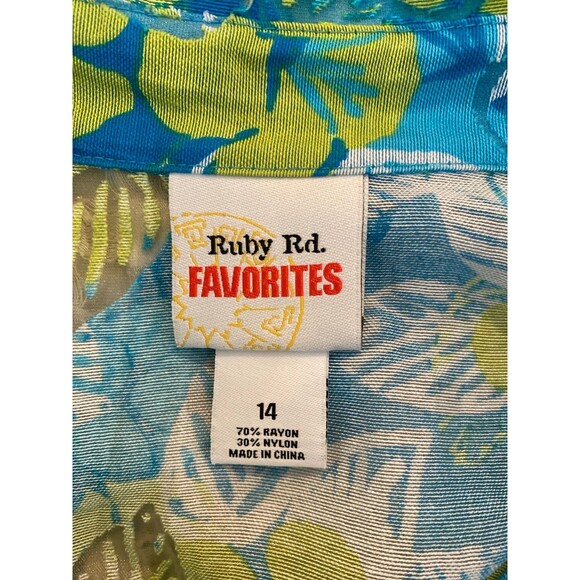 Ruby Rd.
FAVORITES
14
70% RAYON
30% NYLON
MADE IN CHINA